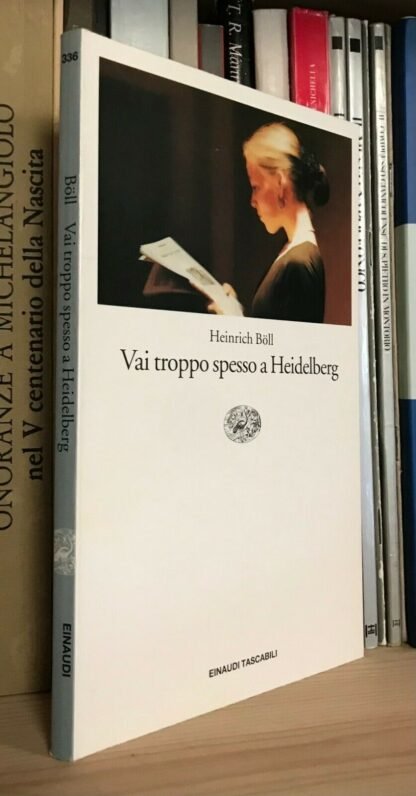 336
Böll Vai troppo spesso a Heidelberg
EINAUDI
Heinrich Böll
Vai troppo spesso a Heidelberg
EINAUDI TASCABILI
ONORANZE A MICHELANGIOLO
nel V centenario della Nascita
T. R. Mann